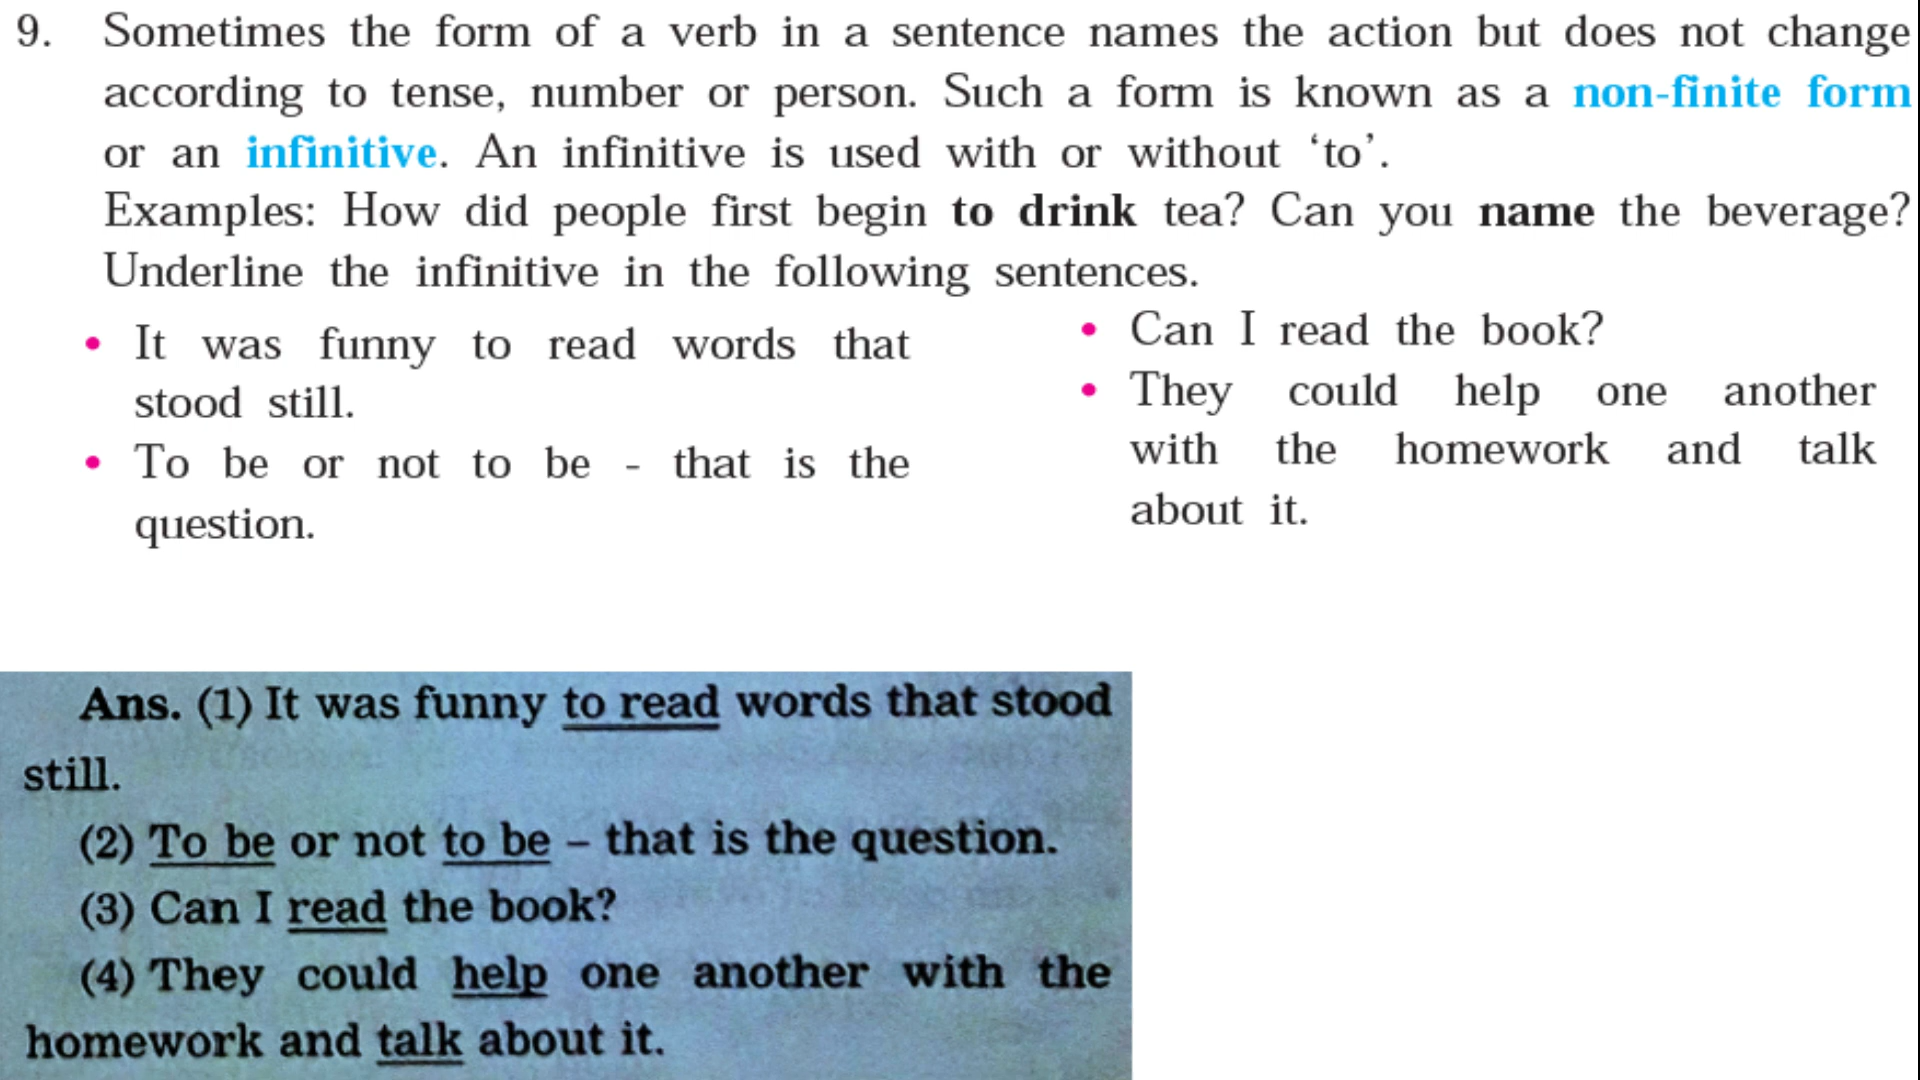 9. Sometimes the form of a verb in a sentence names the action but does not change
according to tense, number or person. Such a form is known as a non-finite form
or an infinitive. An infinitive is used with or without ‘to’.
Examples: How did people first begin to drink tea? Can you name the beverage?
Underline the infinitive in the following sentences.
• It was funny to read words that
stood still.
• To be or not to be - that is the
question.
• Can I read the book?
• They could help one another
with the homework and talk
about it.
Ans. (1) It was funny to read words that stood
still.
(2) To be or not to be – that is the question.
(3) Can I read the book?
(4) They could help one another with the
homework and talk about it.